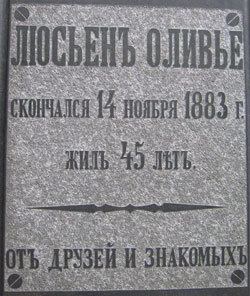 ЛЮСЬЕНЪ ОЛИВЬЕ
СКОНЧАЛСЯ 14 НОЯБРЯ 1883 Г.
ЖИЛЪ 45 ЛѢТЪ.
ОТЪ ДРУЗЕЙ И ЗНАКОМЫХЪ